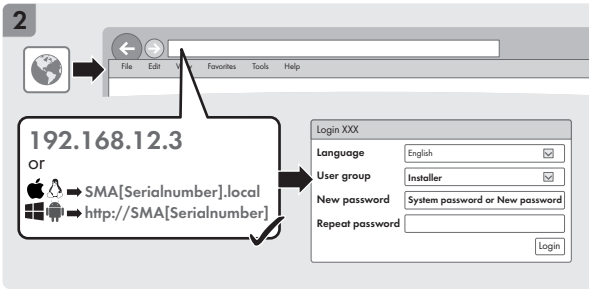 2
File Edit View Favorites Tools Help
192.168.12.3
or
SMA[Serialnumber].local
http://SMA[Serialnumber]
Login XXX
Language English
User group Installer
New password System password or New password
Repeat password
Login